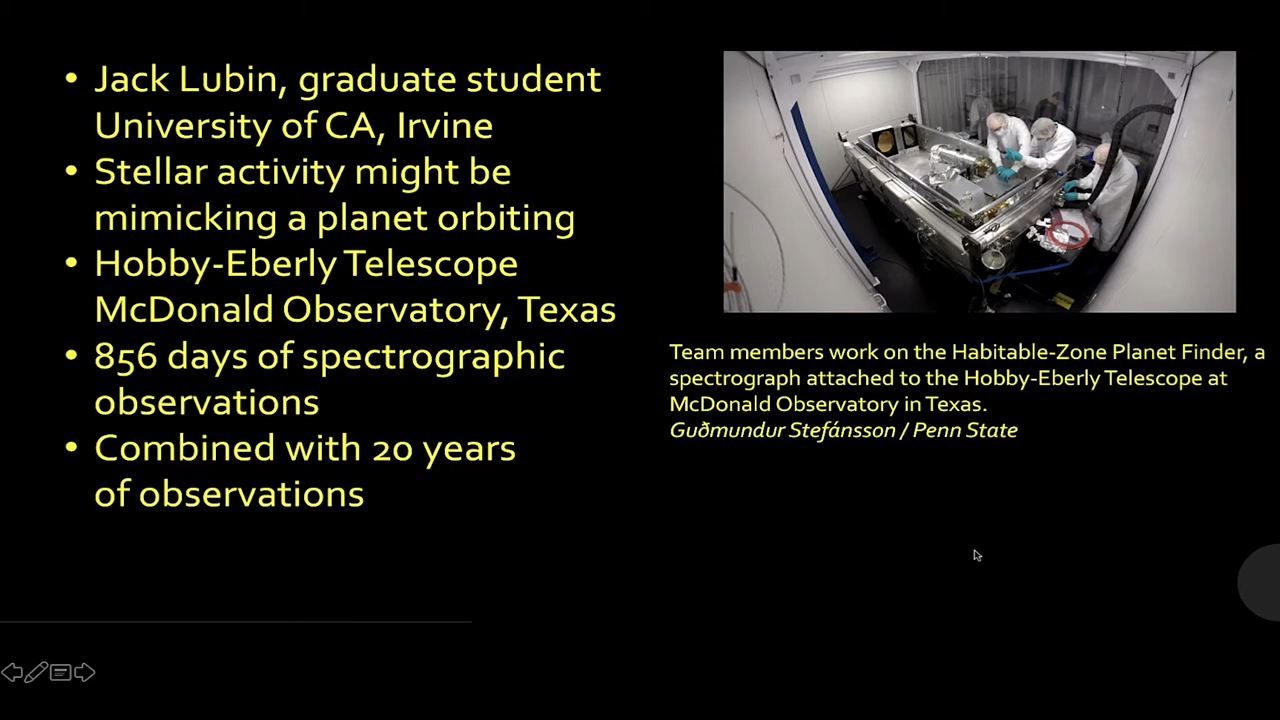 • Jack Lubin, graduate student
University of CA, Irvine
• Stellar activity might be
mimicking a planet orbiting
• Hobby-Eberly Telescope
McDonald Observatory, Texas
• 856 days of spectrographic
observations
• Combined with 20 years
of observations
Team members work on the Habitable-Zone Planet Finder, a
spectrograph attached to the Hobby-Eberly Telescope at
McDonald Observatory in Texas.
Guðmundur Stefánsson / Penn State